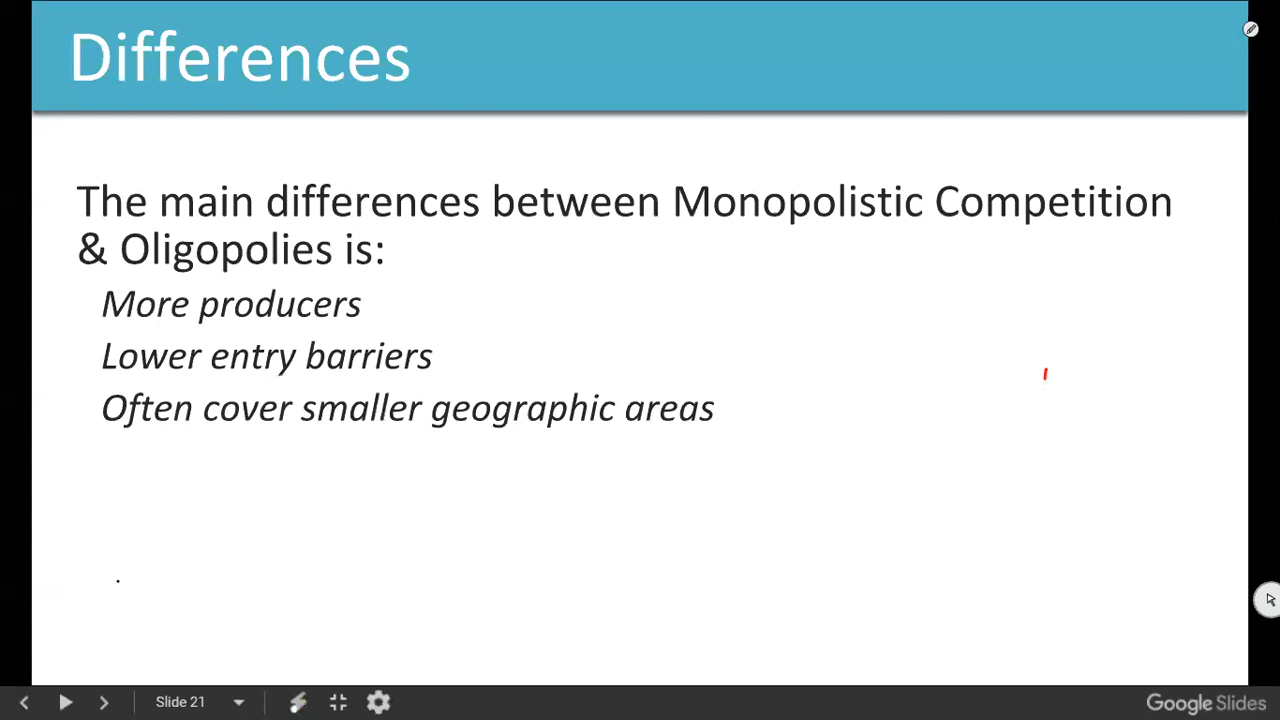 Differences
The main differences between Monopolistic Competition
& Oligopolies is:
More producers
Lower entry barriers
Often cover smaller geographic areas
Slide 21
Google Slides